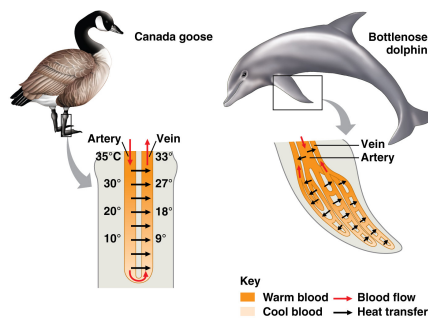 Canada goose
Bottlenose
dolphin
Artery
Vein
35°C
33°
30°
27°
20°
18°
10°
9°
Vein
Artery
Key
Warm blood
Blood flow
Cool blood
Heat transfer